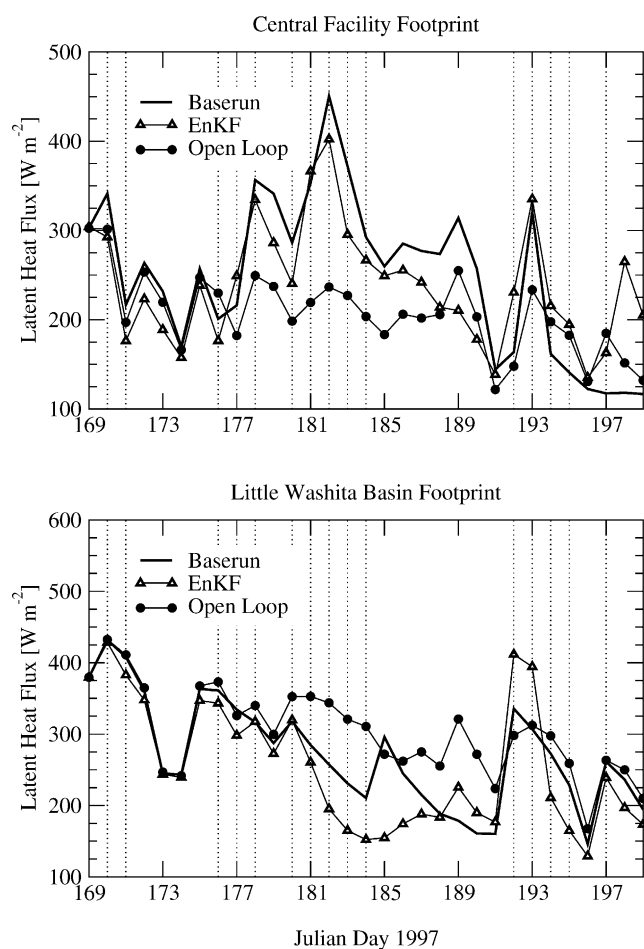 Central Facility Footprint
500
400
300
200
100
Latent Heat Flux [W m-2]
Baserun
EnKF
Open Loop
169 173 177 181 185 189 193 197
Little Washita Basin Footprint
600
500
400
300
200
100
Latent Heat Flux [W m-2]
Baserun
EnKF
Open Loop
169 173 177 181 185 189 193 197
Julian Day 1997